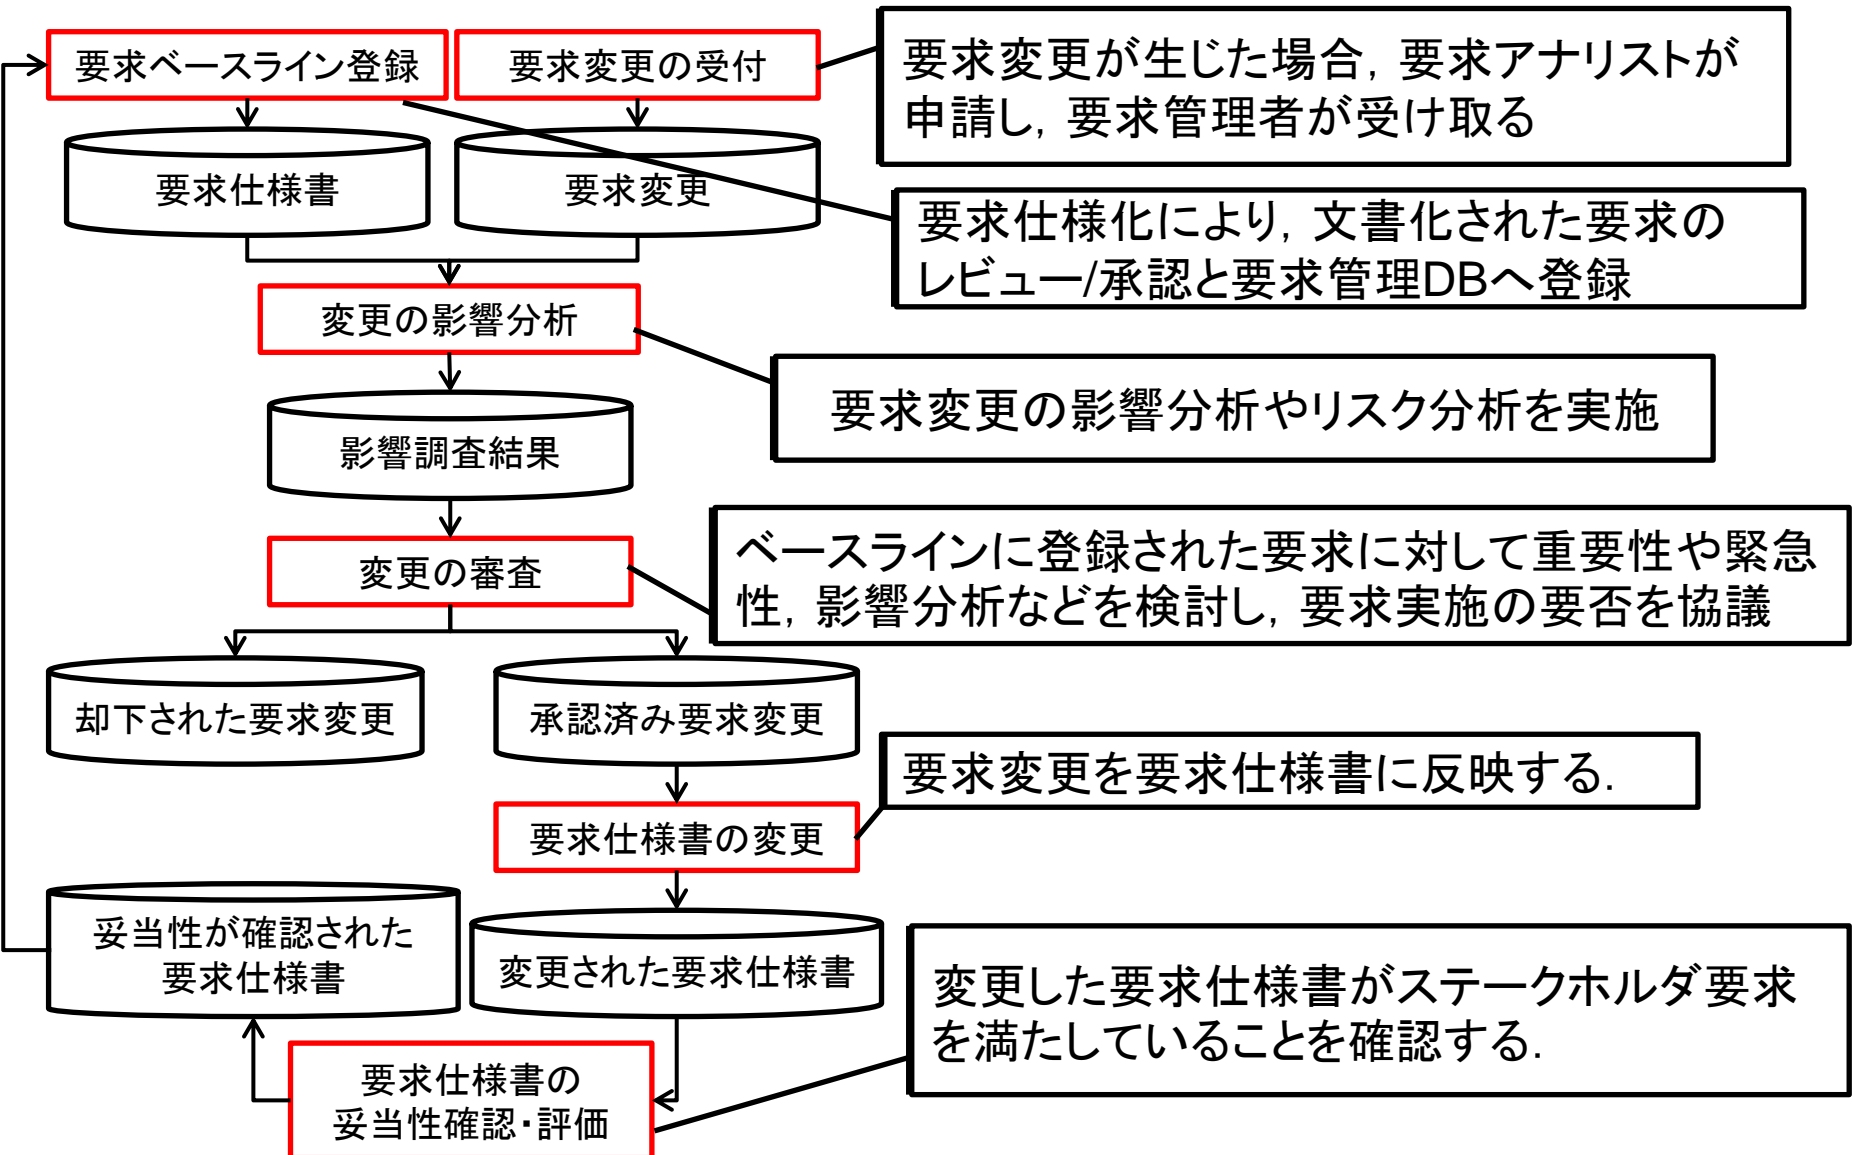 要求ベースライン登録
要求変更の受付
要求変更が生じた場合，要求アナリストが
申請し，要求管理者が受け取る
要求仕様書
要求変更
要求仕様化により，文書化された要求の
レビュー/承認と要求管理DBへ登録
変更の影響分析
要求変更の影響分析やリスク分析を実施
影響調査結果
変更の審査
ベースラインに登録された要求に対して重要性や緊急
性，影響分析などを検討し，要求実施の要否を協議
却下された要求変更
承認済み要求変更
要求変更を要求仕様書に反映する．
要求仕様書の変更
妥当性が確認された
要求仕様書
変更された要求仕様書
変更した要求仕様書がステークホルダ要求
を満たしていることを確認する．
要求仕様書の
妥当性確認・評価